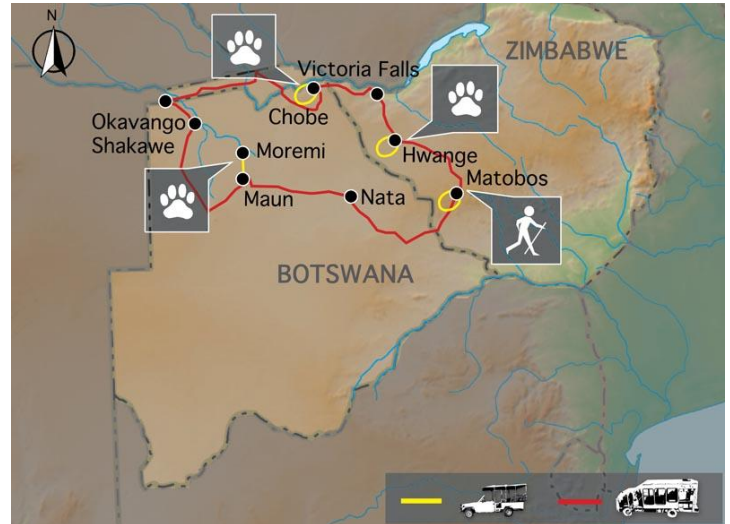 N
ZIMBABWE
Victoria Falls
Chobe
Okavango
Shakawe
Moremi
Hwange
Matobos
Maun
Nata
BOTSWANA